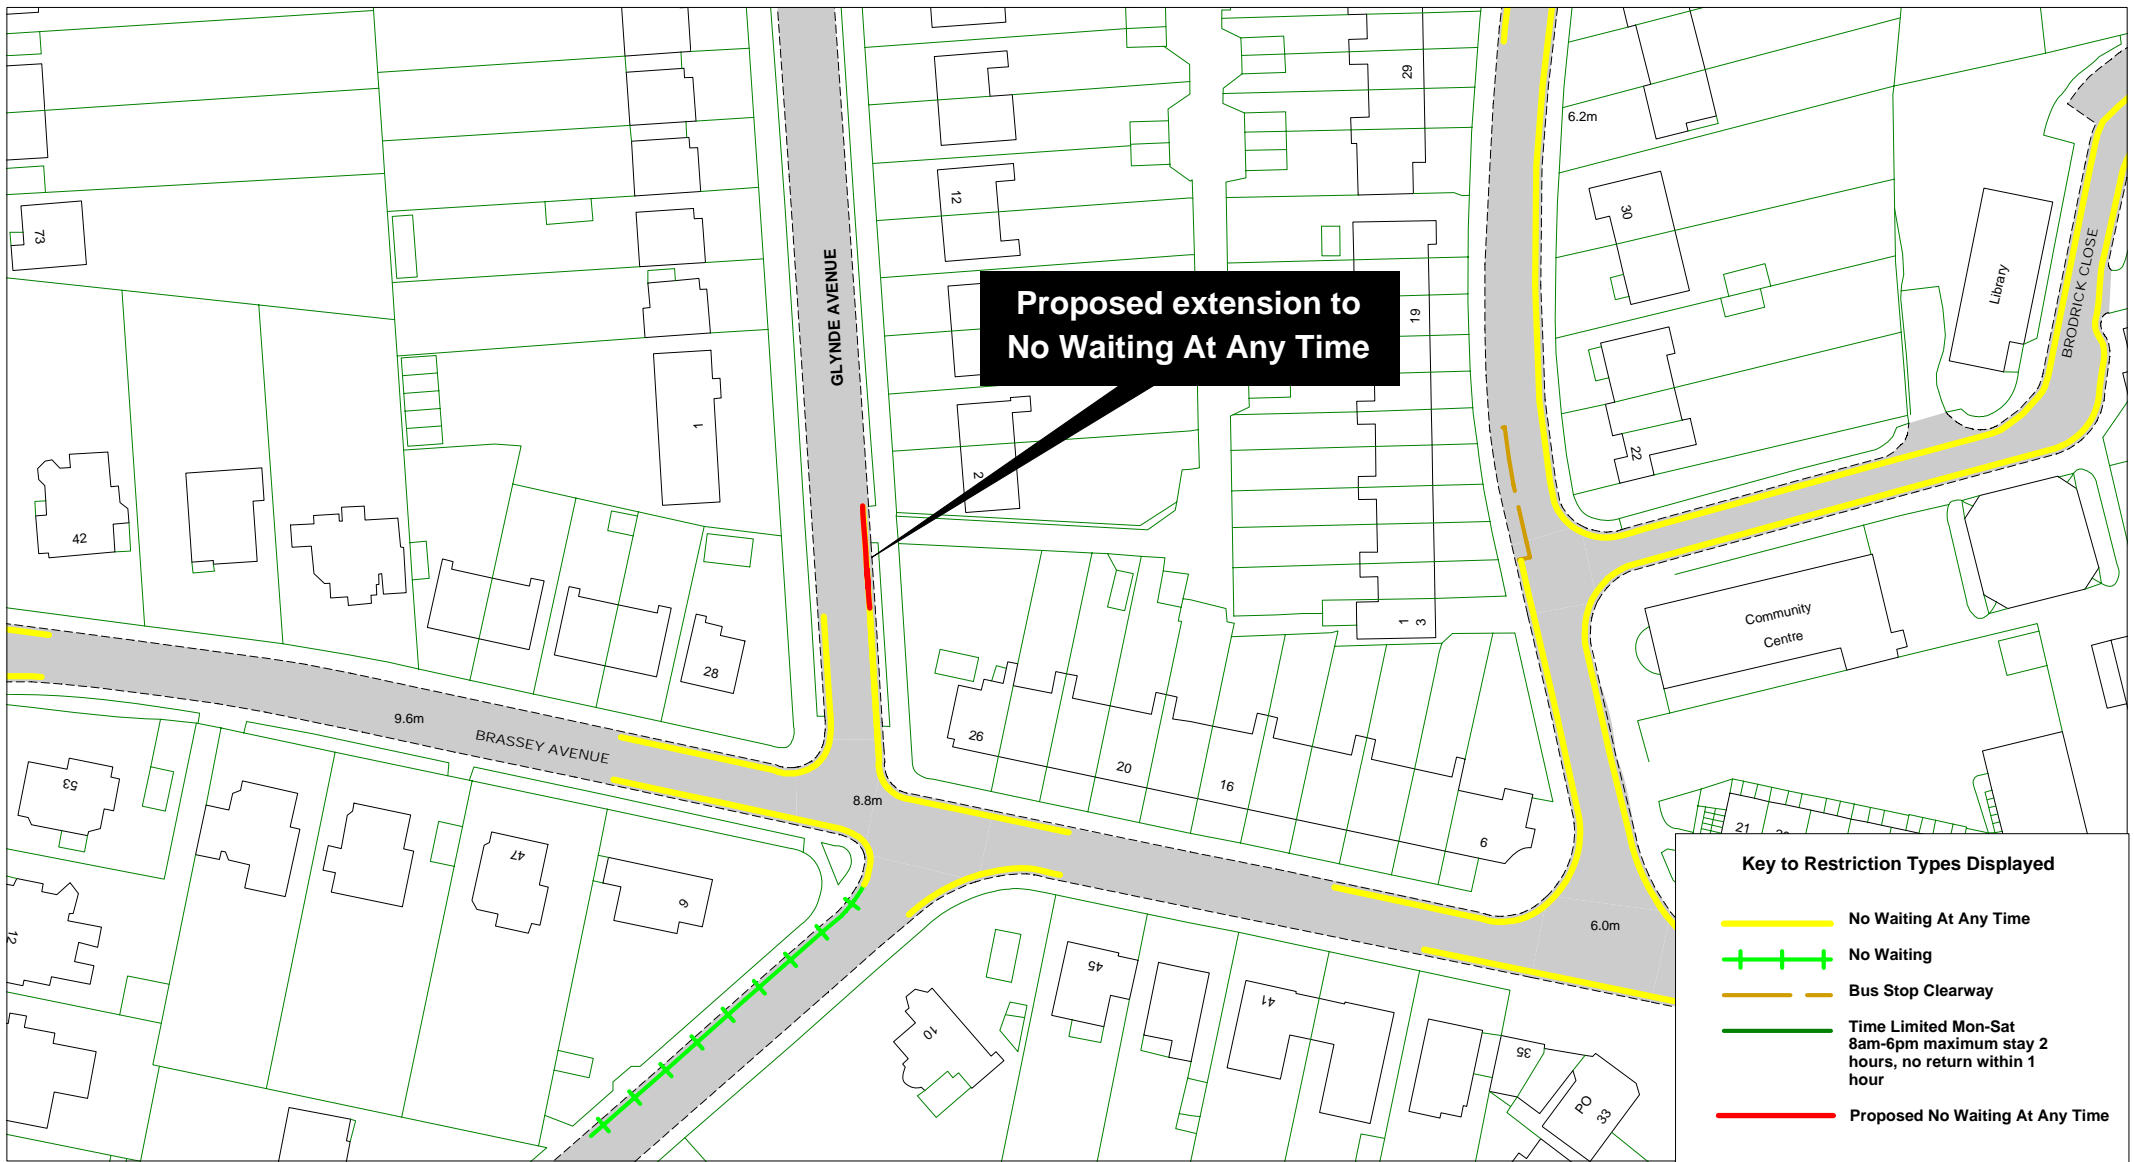 29
6.2m
12
30
73
GLYNDE AVENUE
BRODRICK CLOSE
Library
Proposed extension to
No Waiting At Any Time
19
1
22
2
42
Community
Centre
1
3
28
9.6m
BRASSEY AVENUE
26
20
16
6
8.8m
53
47
21
9
12
6.0m
45
10
41
35
PO
33
Key to Restriction Types Displayed
No Waiting At Any Time
No Waiting
Bus Stop Clearway
Time Limited Mon-Sat
8am-6pm maximum stay 2
hours, no return within 1
hour
Proposed No Waiting At Any Time